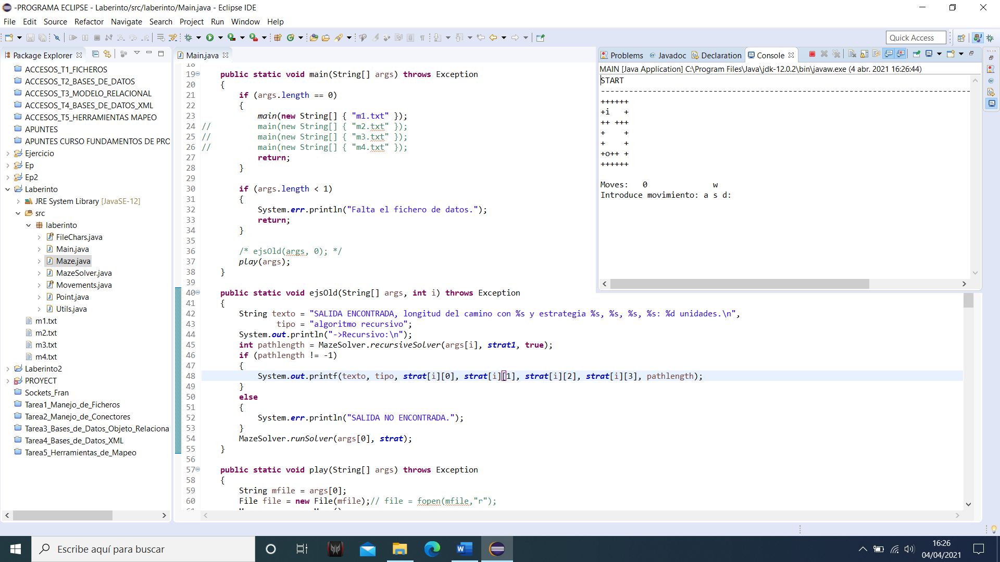 -PROGRAMA ECLIPSE - Laberinto/src/laberinto/Main.java - Eclipse IDE
File Edit Source Refactor Navigate Search Project Run Window Help
Quick Access
Package Explorer
ACCESOS_T1_FICHEROS
ACCESOS_T2_BASES_DE_DATOS
ACCESOS_T3_MODELO_RELACIONAL
ACCESOS_T4_BASES_DE_DATOS_XML
ACCESOS_T5_HERRAMIENTAS MAPEO
APUNTES
APUNTES CURSO FUNDAMENTOS DE PRO
Ejercicio
Ep
Ep2
Laberinto
JRE System Library [JavaSE-12]
src
laberinto
FileChars.java
Main.java
Maze.java
MazeSolver.java
Movements.java
Point.java
Utils.java
m1.txt
m2.txt
m3.txt
m4.txt
Laberinto2
PROYECT
Sockets_Fran
Tarea1_Manejo_de_Ficheros
Tarea2_Manejo_de_Conectores
Tarea3_Bases_de_Datos_Objeto_Relaciona
Tarea4_Bases_de_Datos_XML
Tarea5_Herramientas_de_Mapeo
Main.java
18
19 public static void main(String[] args) throws Exception
20 {
21 if (args.length == 0)
22 {
23 main(new String[] { "m1.txt" });
24 // main(new String[] { "m2.txt" });
25 // main(new String[] { "m3.txt" });
26 // main(new String[] { "m4.txt" });
27 return;
28 }
29
30 if (args.length < 1)
31 {
32 System.err.println("Falta el fichero de datos.");
33 return;
34 }
35
36 /* ejsOld(args, 0); */
37 play(args);
38 }
39
40 public static void ejsOld(String[] args, int i) throws Exception
41 {
42 String texto = "SALIDA ENCONTRADA, longitud del camino con %s y estrategia %s, %s, %s, %s: %d unidades.\n",
43 tipo = "algoritmo recursivo";
44 System.out.println("->Recursivo:\n");
45 int pathlength = MazeSolver.recursiveSolver(args[i], strat1, true);
46 if (pathlength != -1)
47 {
48 System.out.printf(texto, tipo, strat[i][0], strat[i][1], strat[i][2], strat[i][3], pathlength);
49 }
50 else
51 {
52 System.err.println("SALIDA NO ENCONTRADA.");
53 }
54 MazeSolver.runSolver(args[0], strat);
55 }
56
57 public static void play(String[] args) throws Exception
58 {
59 String mfile = args[0];
60 File file = new File(mfile);// file = fopen(mfile,"r");
Problems Javadoc Declaration Console
MAIN [Java Application] C:\Program Files\Java\jdk-12.0.2\bin\javaw.exe (4 abr. 2021 16:26:44)
START
-------------------------------------------------------------------------------
++++++
+i   +
++ +++
+    +
+    +
+o++ +
++++++
Moves:   0               w
Introduce movimiento: a s d:
Escribe aquí para buscar
16:26
04/04/2021